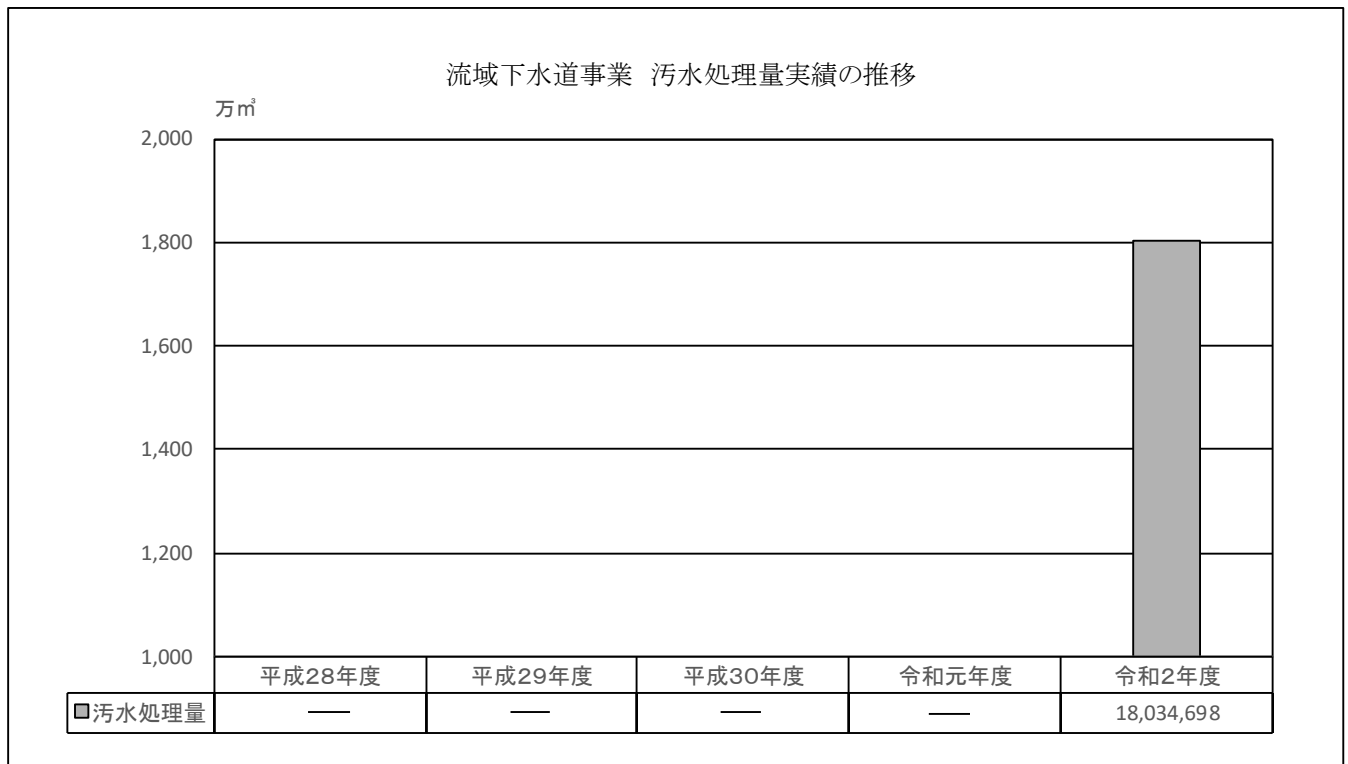 流域下水道事業 汚水処理量実績の推移
万㎥
2,000
1,800
1,600
1,400
1,200
1,000
平成28年度 平成29年度 平成30年度 令和元年度 令和2年度
汚水処理量 ― ― ― ― 18,034,698